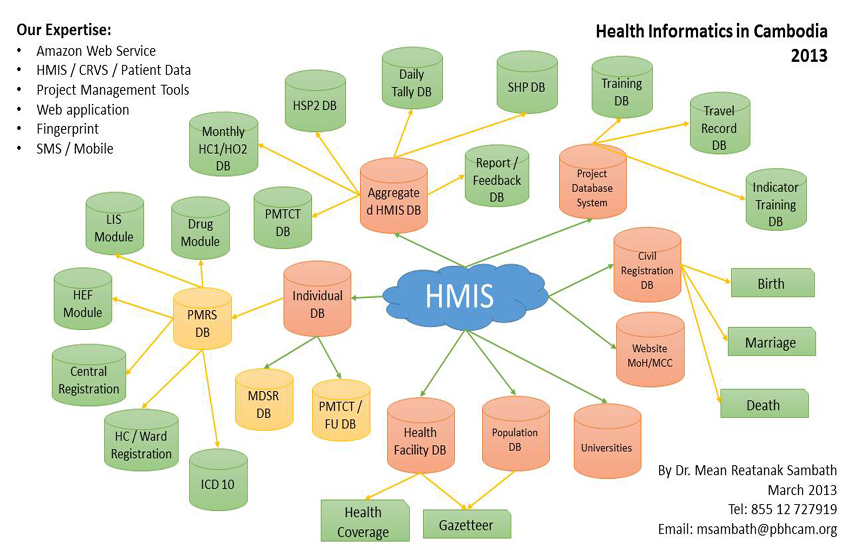 Our Expertise:
• Amazon Web Service
• HMIS / CRVS / Patient Data
• Project Management Tools
• Web application
• Fingerprint
• SMS / Mobile
Health Informatics in Cambodia
2013
Monthly
HC1/HO2
DB
HSP2 DB
Daily
Tally DB
SHP DB
Training
DB
Travel
Record
DB
Indicator
Training
DB
PMTCT
DB
Aggregate
d HMIS DB
Report /
Feedback
DB
Project
Database
System
LIS
Module
Drug
Module
HEF
Module
PMRS
DB
Individual
DB
HMIS
Civil
Registration
DB
Birth
Marriage
Death
Website
MoH/MCC
Central
Registration
HC / Ward
Registration
ICD 10
MDSR
DB
PMTCT /
FU DB
Health
Facility DB
Population
DB
Universities
Health
Coverage
Gazetteer
By Dr. Mean Reatanak Sambath
March 2013
Tel: 855 12 727919
Email: msambath@pbhcam.org